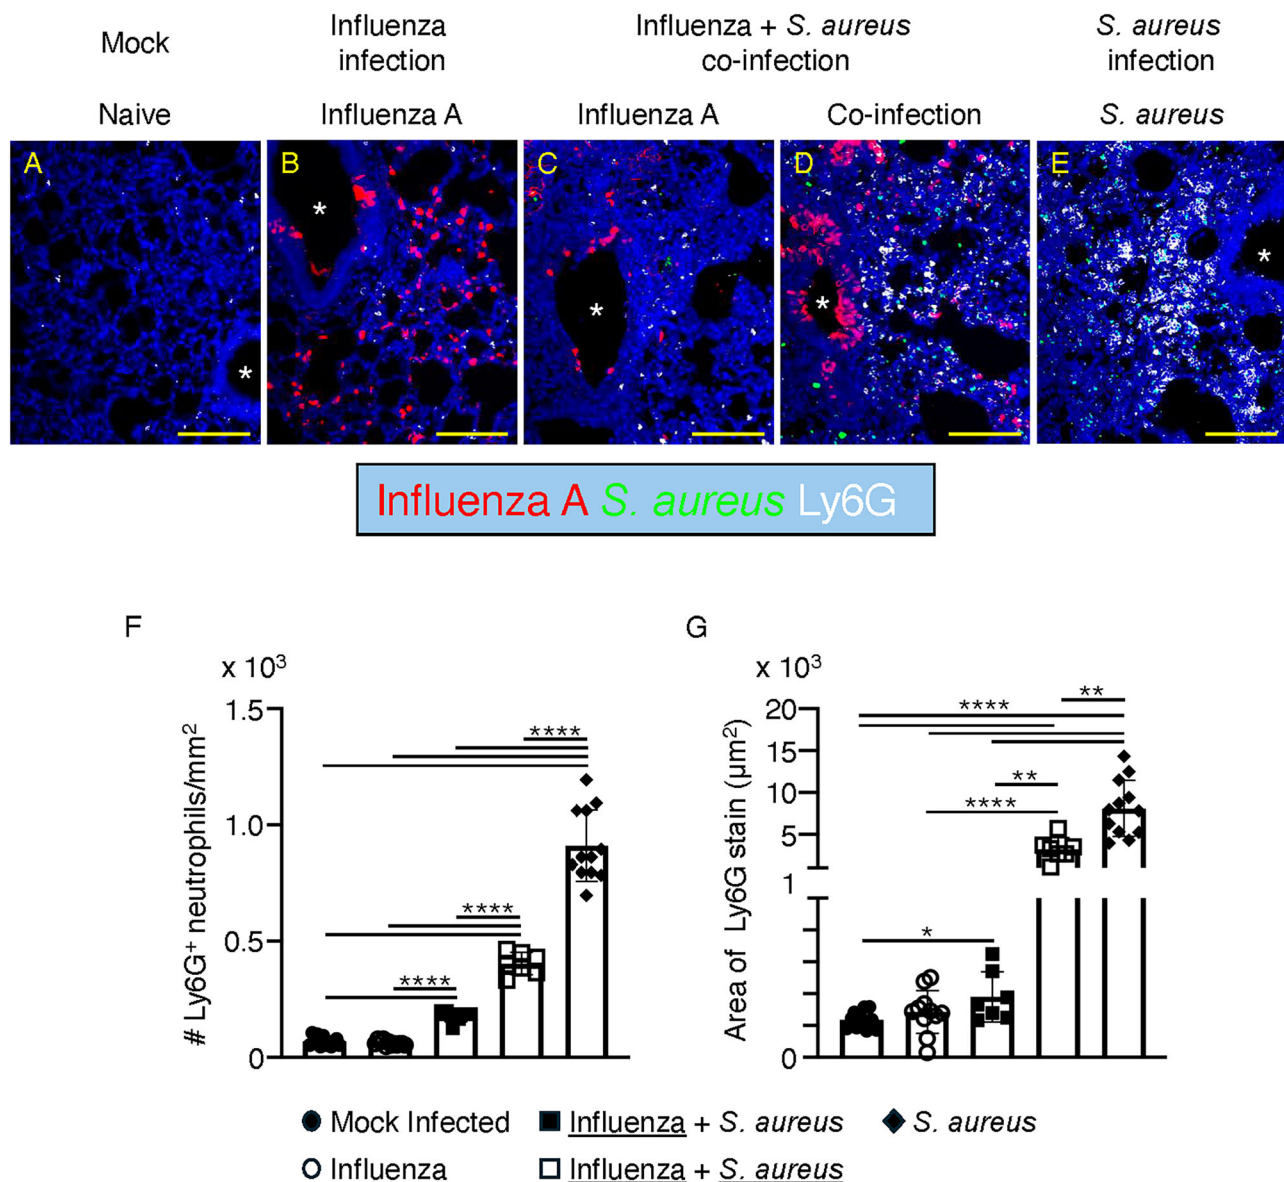 Mock
Influenza
infection
Influenza + S. aureus
co-infection
S. aureus
infection
Naive
Influenza A
Influenza A
Co-infection
S. aureus
A
B
C
D
E
*
*
*
*
*
Influenza A S. aureus Ly6G
F
x 10³
# Ly6G⁺ neutrophils/mm²
1.5
1.0
0.5
0
****
****
****
G
x 10³
Area of Ly6G stain (µm²)
20
15
10
5
1
0
**
****
**
****
*
Mock Infected
Influenza + S. aureus
S. aureus
Influenza
Influenza + S. aureus